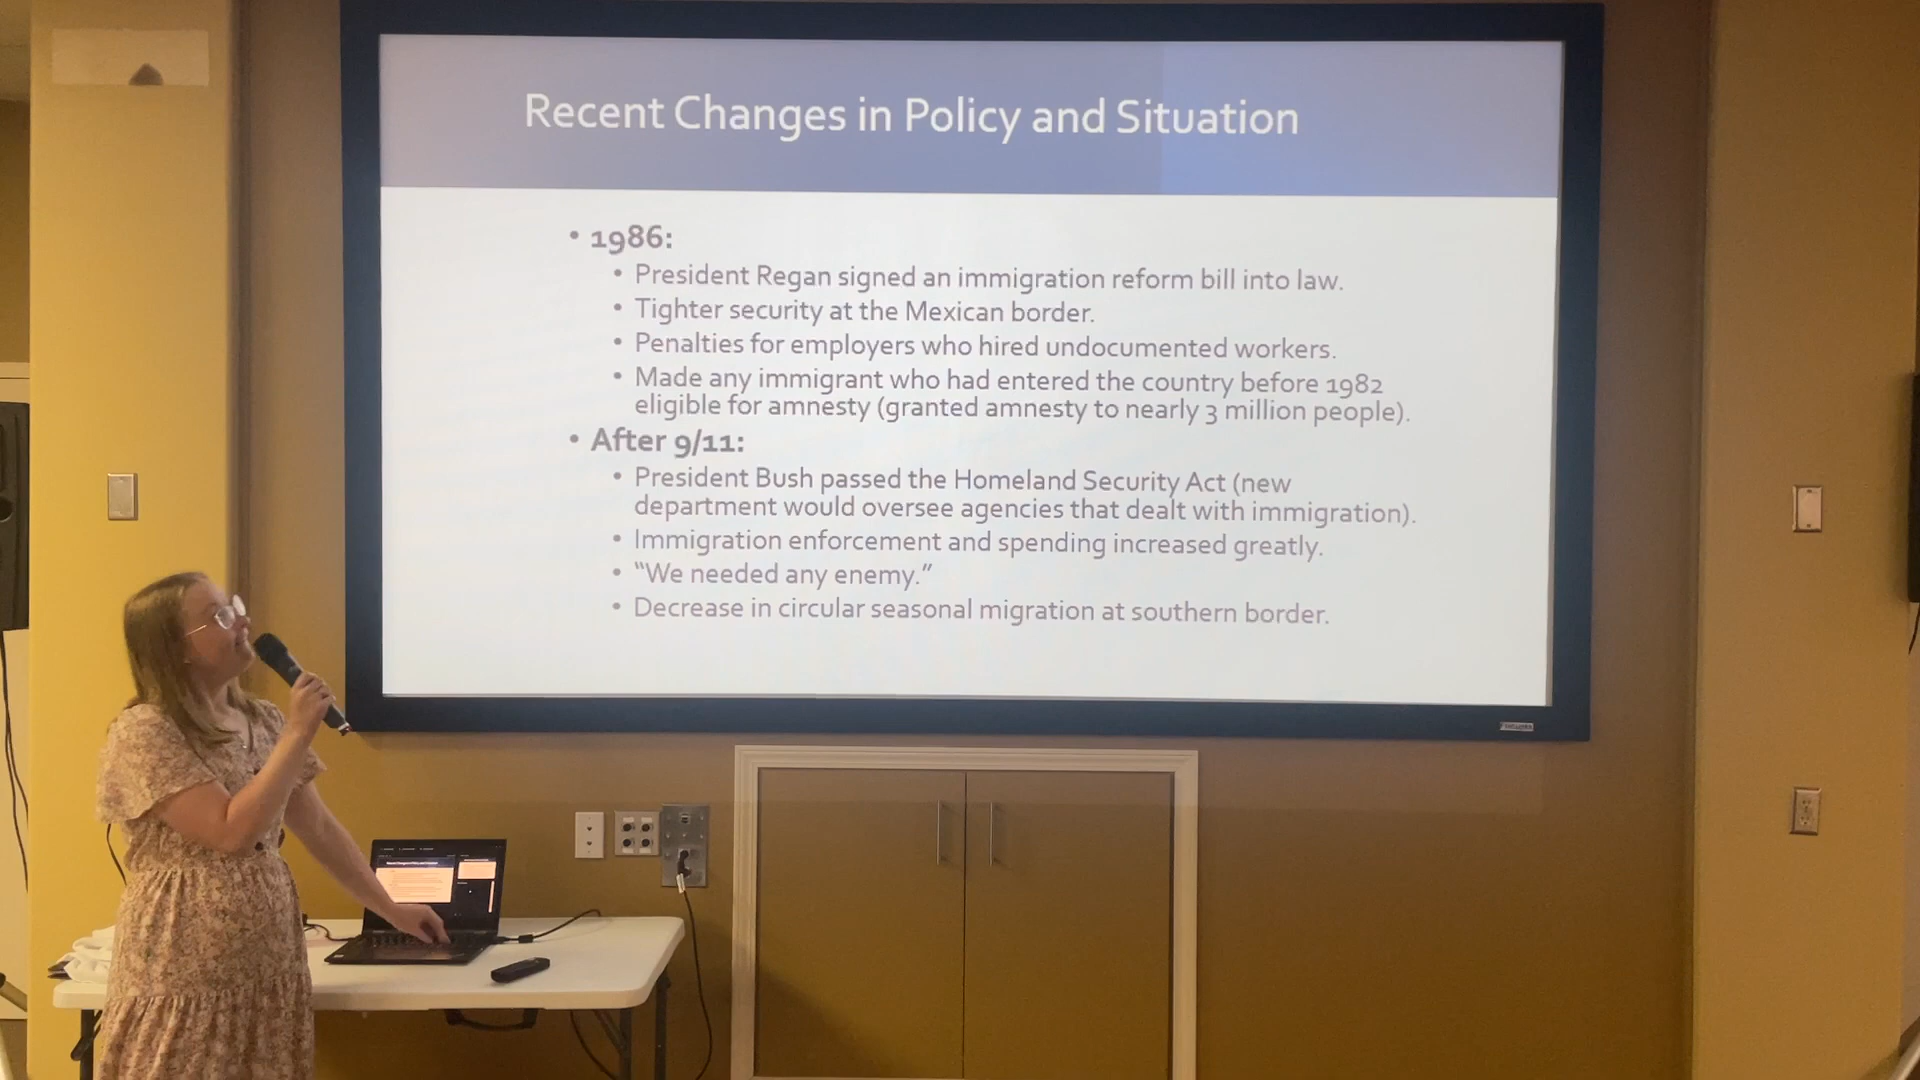 Recent Changes in Policy and Situation
• 1986:
• President Regan signed an immigration reform bill into law.
• Tighter security at the Mexican border.
• Penalties for employers who hired undocumented workers.
• Made any immigrant who had entered the country before 1982
eligible for amnesty (granted amnesty to nearly 3 million people).
• After 9/11:
• President Bush passed the Homeland Security Act (new
department would oversee agencies that dealt with immigration).
• Immigration enforcement and spending increased greatly.
• “We needed any enemy.”
• Decrease in circular seasonal migration at southern border.